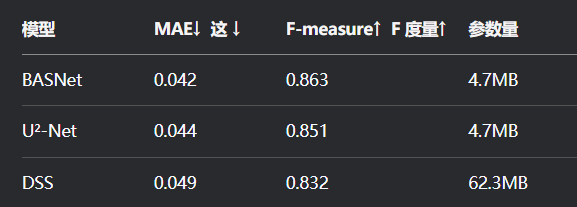 模型 MAE↓ 这 ↓ F-measure↑ F 度量↑ 参数量
BASNet 0.042 0.863 4.7MB
U²-Net 0.044 0.851 4.7MB
DSS 0.049 0.832 62.3MB